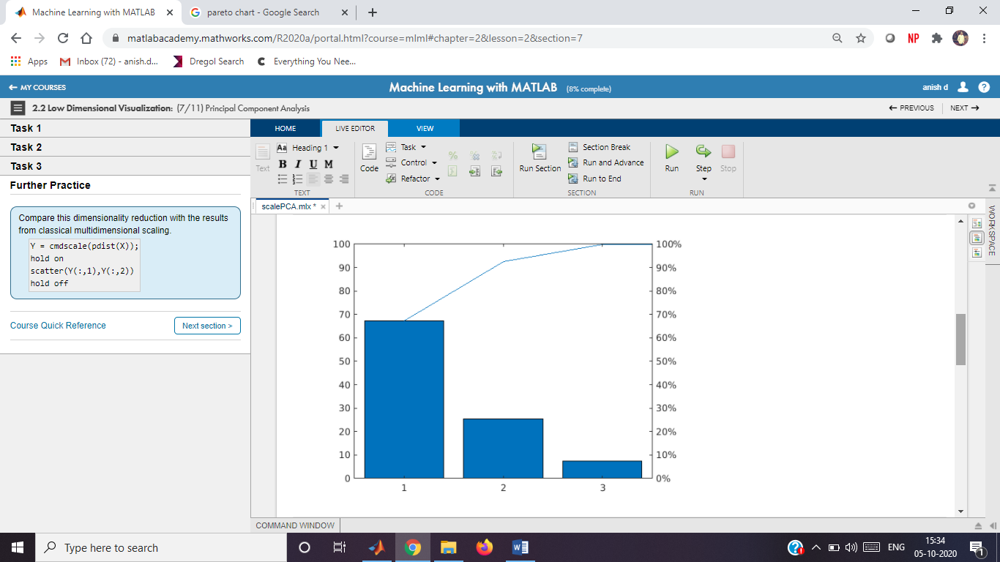 Machine Learning with MATLAB
pareto chart - Google Search
matlabacademy.mathworks.com/R2020a/portal.html?course=mlml#chapter=2&lesson=2&section=7
NP
Apps
Inbox (72) - anish.d...
Dregol Search
Everything You Nee...
← MY COURSES
Machine Learning with MATLAB (8% complete)
anish d
2.2 Low Dimensional Visualization: (7/11) Principal Component Analysis
← PREVIOUS
NEXT →
Task 1
Task 2
Task 3
Further Practice
Compare this dimensionality reduction with the results
from classical multidimensional scaling.
Y = cmdscale(pdist(X));
hold on
scatter(Y(:,1),Y(:,2))
hold off
Course Quick Reference
Next section >
HOME
LIVE EDITOR
VIEW
Text
Aa Heading 1
B I U M
TEXT
Code
Task
Control
Refactor
CODE
Run Section
Section Break
Run and Advance
Run to End
SECTION
Run
Step
Stop
RUN
scalePCA.mlx *
WORKSPACE
100
90
80
70
60
50
40
30
20
10
0
100%
90%
80%
70%
60%
50%
40%
30%
20%
10%
0%
1
2
3
COMMAND WINDOW
Type here to search
ENG
15:34
05-10-2020
1